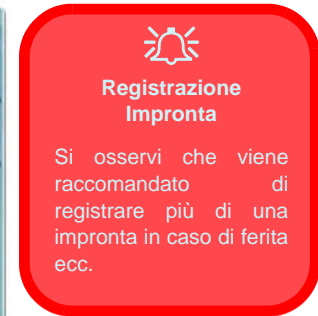 Registrazione
Impronta
Si osservi che viene
raccomandato di
registrare più di una
impronta in caso di ferita
ecc.